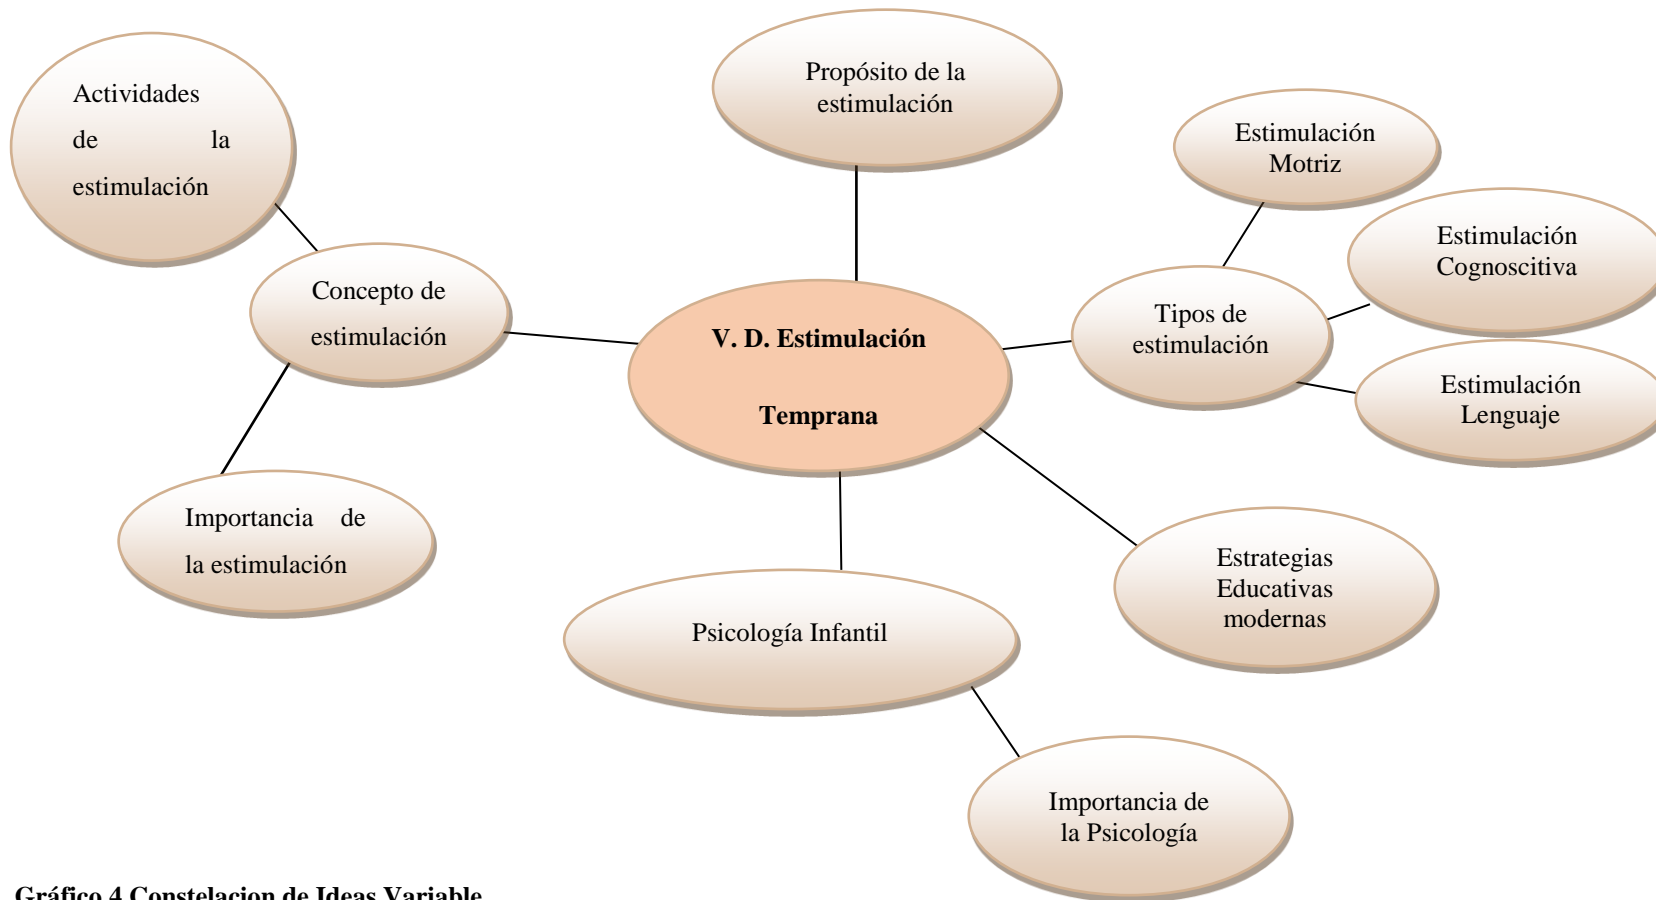 Actividades
de la
estimulación
Propósito de la
estimulación
Estimulación
Motriz
Estimulación
Cognoscitiva
Concepto de
estimulación
V. D. Estimulación
Temprana
Tipos de
estimulación
Estimulación
Lenguaje
Importancia de
la estimulación
Estrategias
Educativas
modernas
Psicología Infantil
Importancia de
la Psicología
Gráfico 4 Constelacion de Ideas Variable